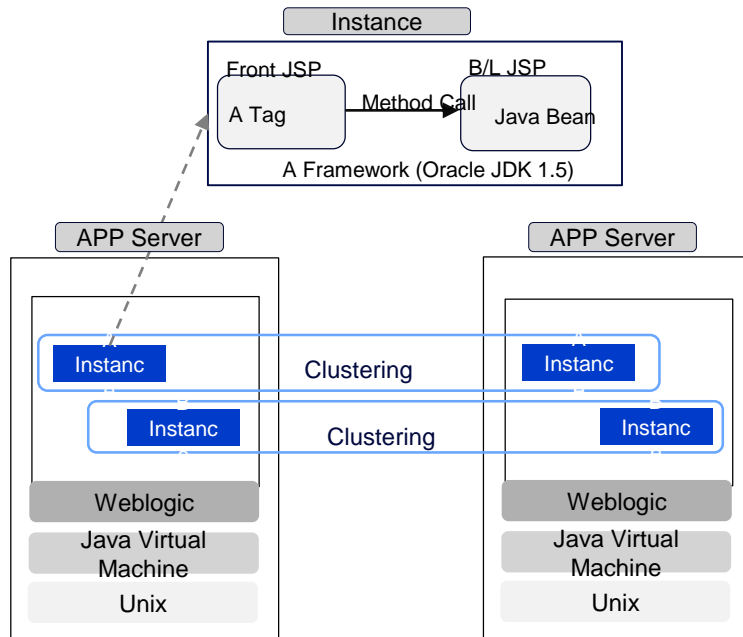 Instance
Front JSP
B/L JSP
A Tag
Method Call
Java Bean
A Framework (Oracle JDK 1.5)
APP Server
APP Server
A
Instanc
A
Instanc
Clustering
B
Instanc
B
Instanc
Clustering
Weblogic
Java Virtual
Machine
Unix
Weblogic
Java Virtual
Machine
Unix